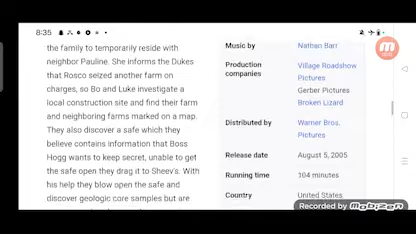 8:35
the family to temporarily reside with
neighbor Pauline. She informs the Dukes
that Rosco seized another farm on
charges, so Bo and Luke investigate a
local construction site and find their farm
and neighboring farms marked on a map.
They also discover a safe which they
believe contains information that Boss
Hogg wants to keep secret, unable to get
the safe open they drag it to Sheev's. With
his help they blow open the safe and
discover geologic core samples but are
Music by Nathan Barr
Production companies Village Roadshow Pictures
Gerber Pictures
Broken Lizard
Distributed by Warner Bros. Pictures
Release date August 5, 2005
Running time 104 minutes
Country United States
Recorded by Mobizen